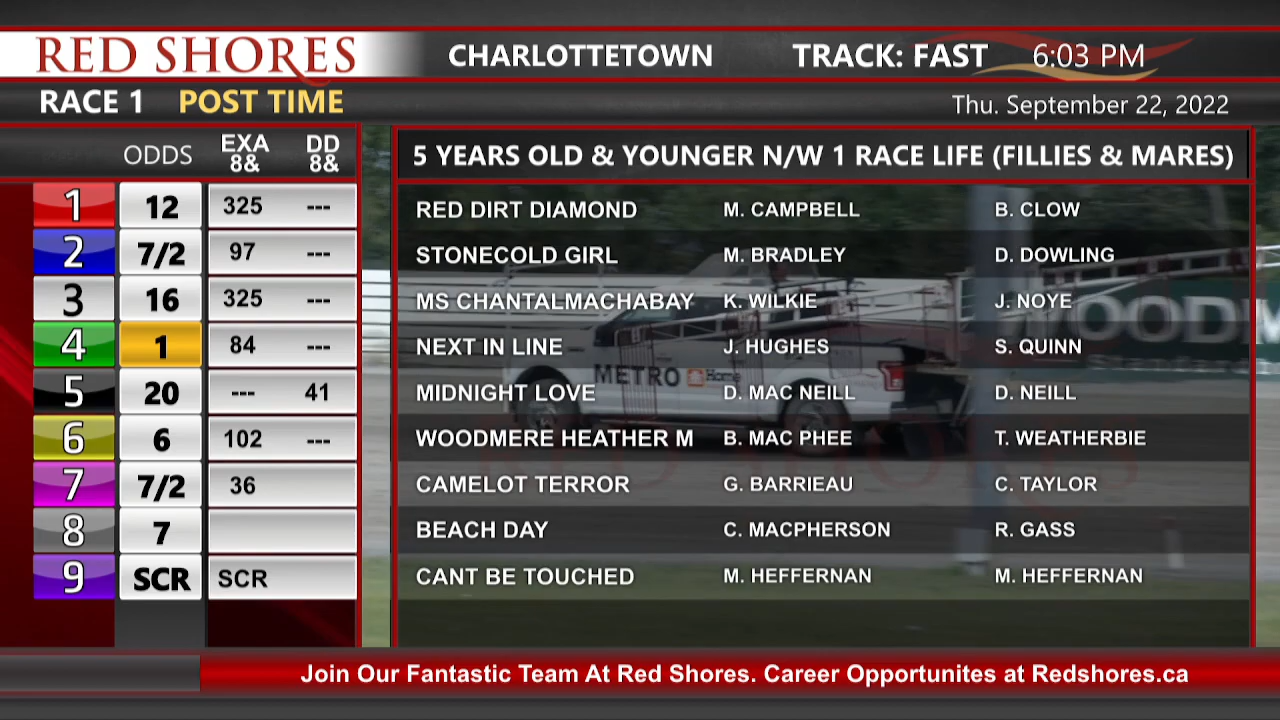 RED SHORES CHARLOTTETOWN TRACK: FAST 6:03 PM
RACE 1 POST TIME Thu. September 22, 2022
ODDS EXA 8& DD 8&
5 YEARS OLD & YOUNGER N/W 1 RACE LIFE (FILLIES & MARES)
1 12 325 --- RED DIRT DIAMOND M. CAMPBELL B. CLOW
2 7/2 97 --- STONECOLD GIRL M. BRADLEY D. DOWLING
3 16 325 --- MS CHANTALMACHABAY K. WILKIE J. NOYE
4 1 84 --- NEXT IN LINE J. HUGHES S. QUINN
5 20 --- 41 MIDNIGHT LOVE D. MAC NEILL D. NEILL
6 6 102 --- WOODMERE HEATHER M B. MAC PHEE T. WEATHERBIE
7 7/2 36 CAMELOT TERROR G. BARRIEAU C. TAYLOR
8 7 BEACH DAY C. MACPHERSON R. GASS
9 SCR SCR CANT BE TOUCHED M. HEFFERNAN M. HEFFERNAN
METRO Home
RED SHORES
Join Our Fantastic Team At Red Shores. Career Opportunites at Redshores.ca